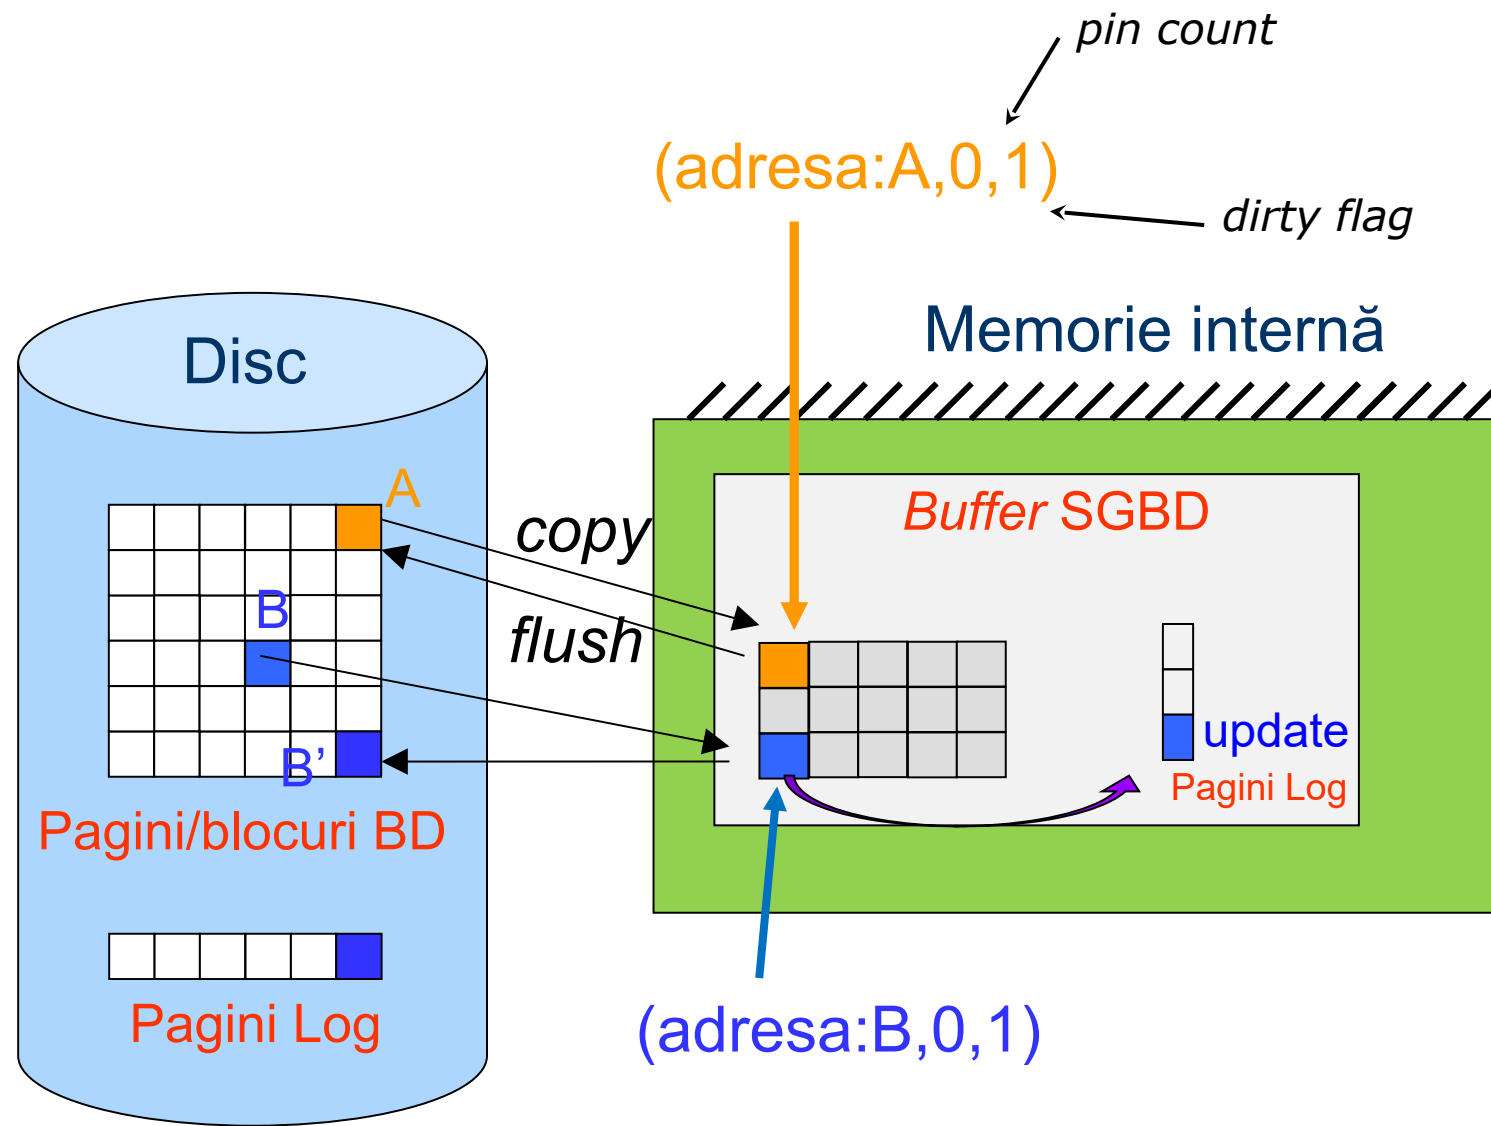 pin count
(adresa:A,0,1)
dirty flag
Memorie internă
Disc
A
copy
Buffer SGBD
B
flush
update
B’
Pagini Log
Pagini/blocuri BD
Pagini Log
(adresa:B,0,1)